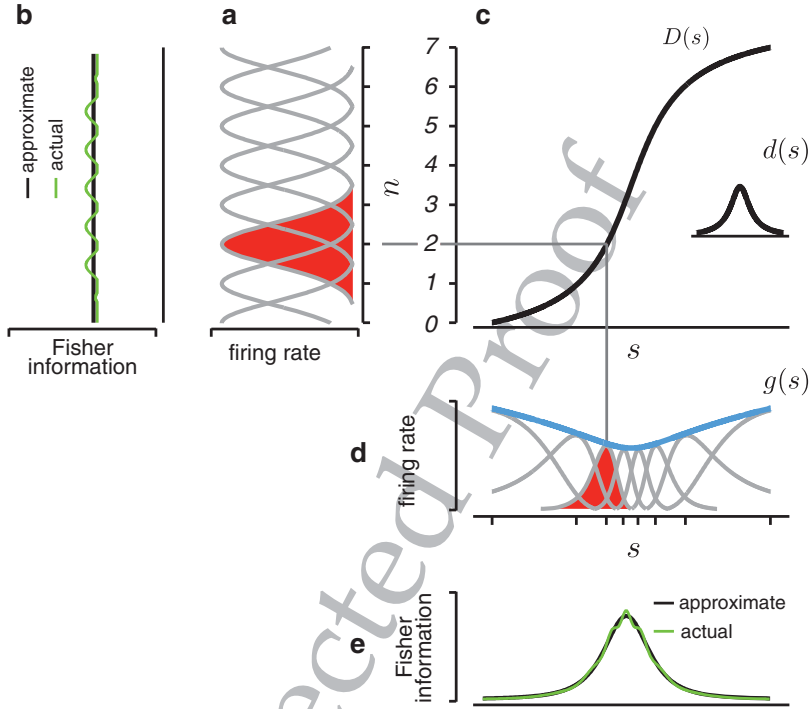 b
a
c
approximate
actual
Fisher
information
firing rate
n
7
6
5
4
3
2
1
0
D(s)
d(s)
s
g(s)
d
firing rate
s
e
Fisher
information
approximate
actual
ected Proof